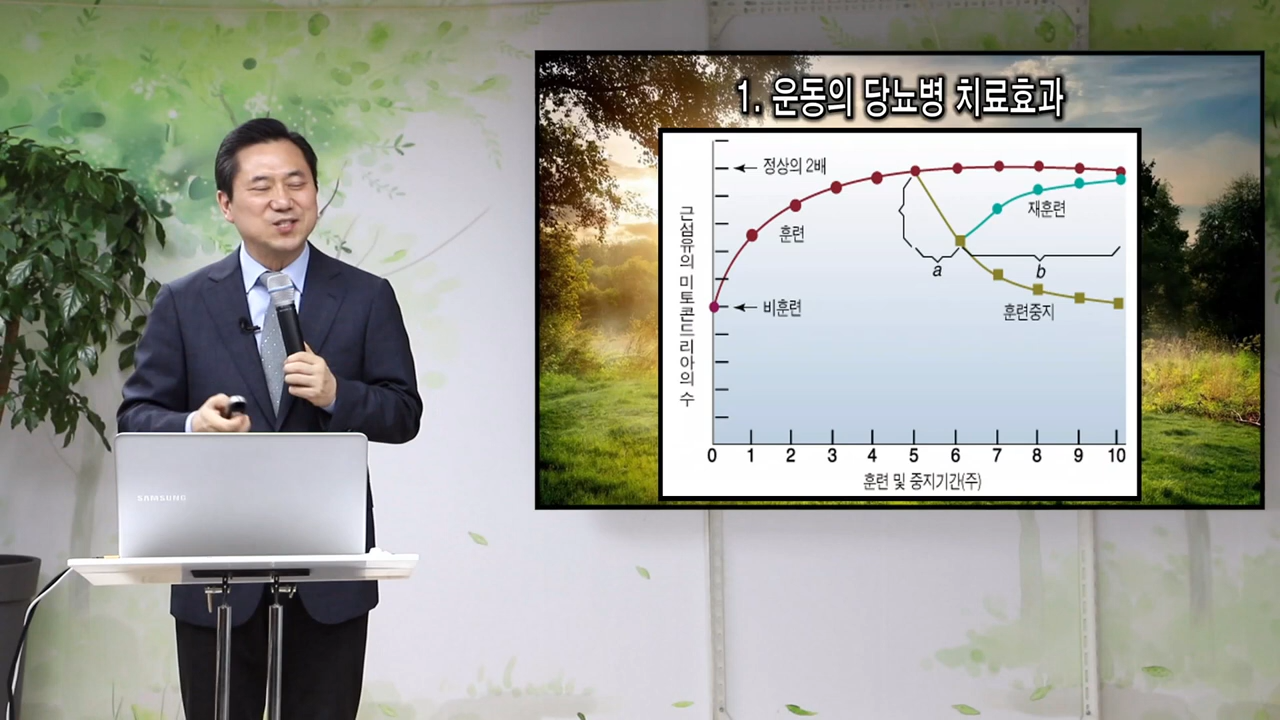 1. 운동의 당뇨병 치료효과
정상의 2배
근섬유의 미토콘드리아의 수
훈련
재훈련
a
b
비훈련
훈련중지
0 1 2 3 4 5 6 7 8 9 10
훈련 및 중지기간(주)
SAMSUNG